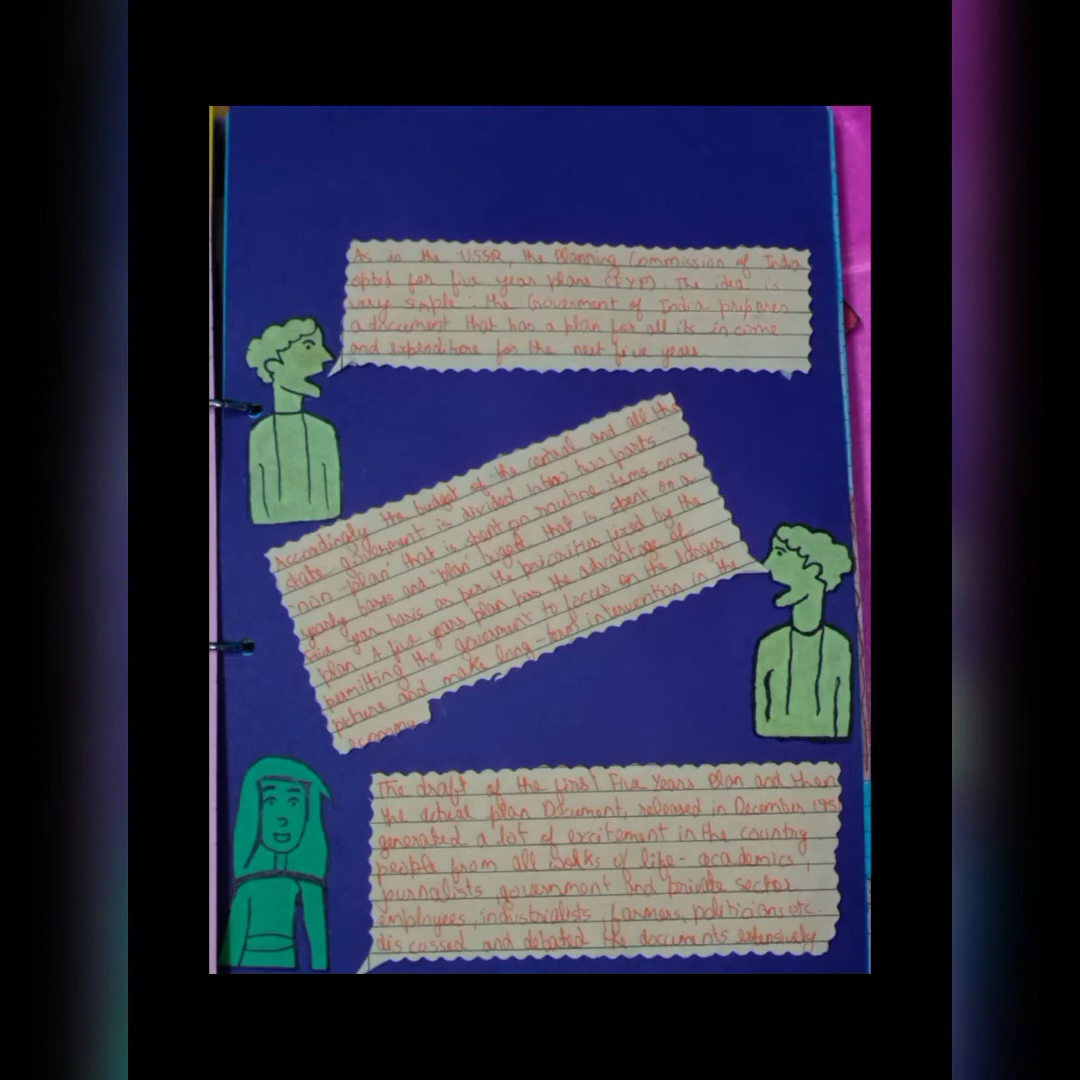 As in the USSR, the Planning Commission of India
opted for five year plans (FYP). The idea is
very simple : the Goverment of India prepares
a document that has a plan for all its income
and expenditure for the next five years.
Accordingly the budget of the central and all the
state goverment is divided into two parts
'non-plan' that is spent on routine items on a
yearly basis and 'plan' buget that is spent on a
five year basis as per the priorities fixed by the
plan. A five years plan has the advantage of
permitting the goverment to focus on the larger
picture and make long-term intervention in the
economy.
The draft of the first Five Years Plan and then
the actual plan Document, released in December 195
generated a lot of excitement in the country
people from all walks of life- academics,
journalists, government and private sector
employees, industrialists, farmers, politicians etc.
discussed and debated the documents extensively